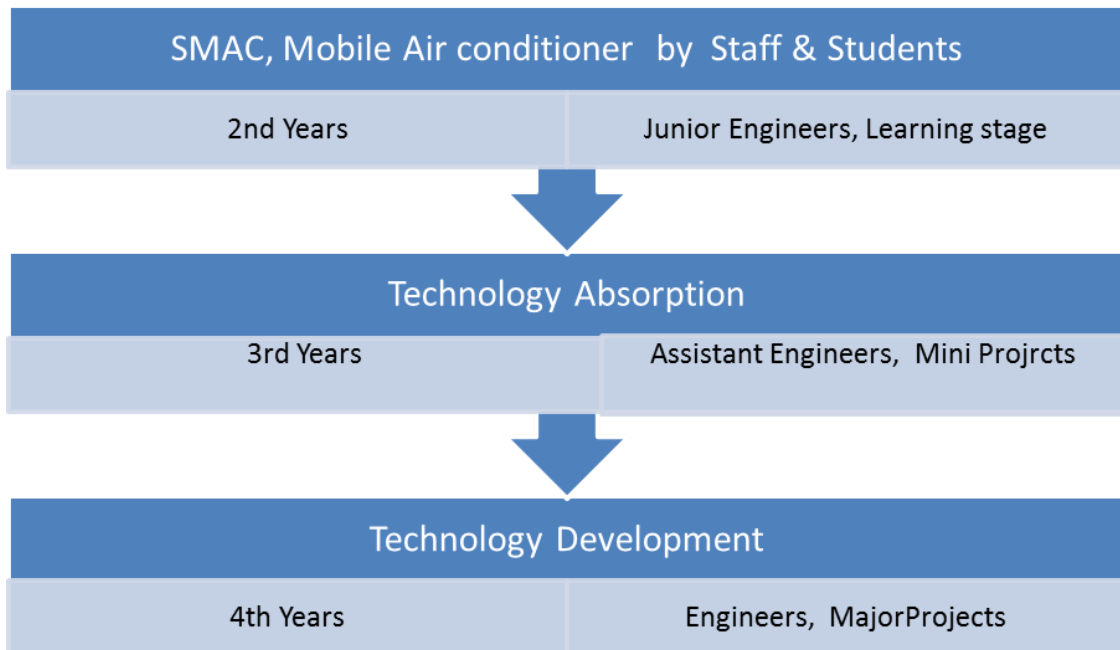 SMAC, Mobile Air conditioner by Staff & Students
2nd Years
Junior Engineers, Learning stage
Technology Absorption
3rd Years
Assistant Engineers, Mini Projrcts
Technology Development
4th Years
Engineers, MajorProjects